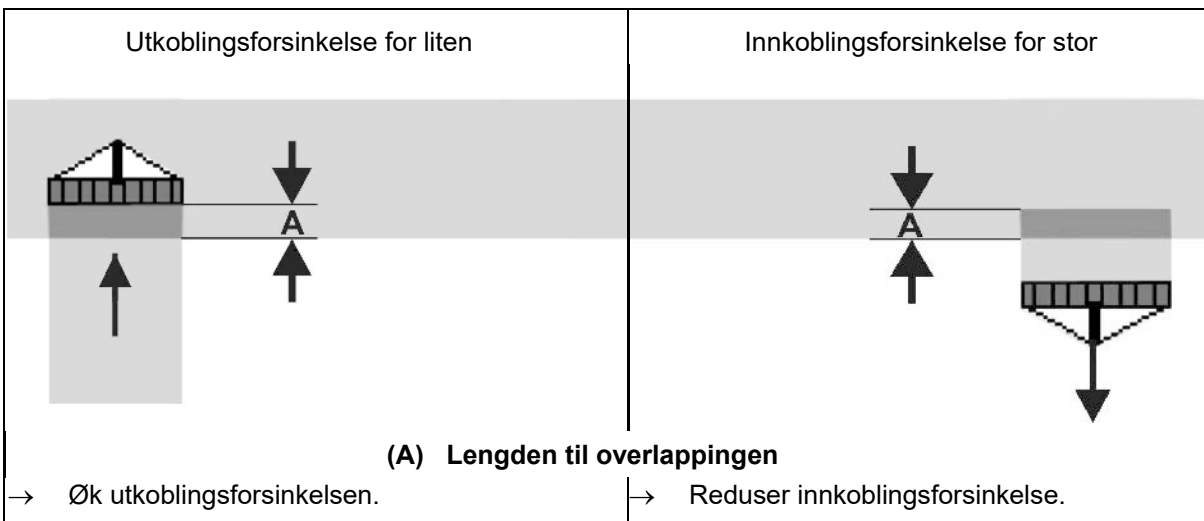 Utkoblingsforsinkelse for liten
Innkoblingsforsinkelse for stor
A
A
(A) Lengden til overlappingen
→ Øk utkoblingsforsinkelsen.
→ Reduser innkoblingsforsinkelse.